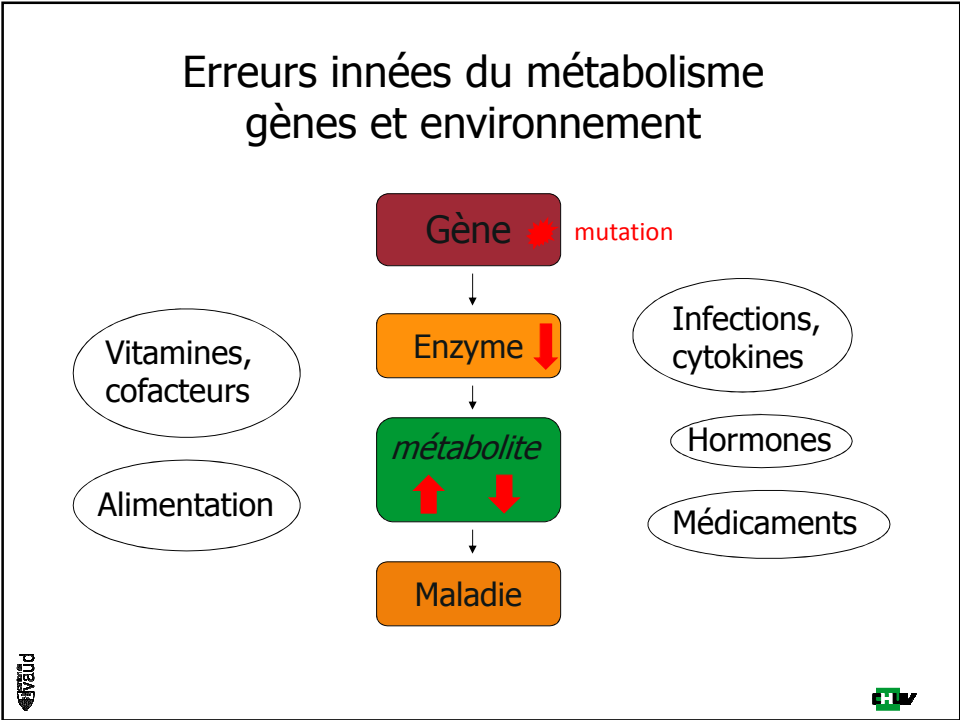 Erreurs innées du métabolisme
gènes et environnement
Gène
mutation
Enzyme
métabolite
Maladie
Vitamines,
cofacteurs
Alimentation
Infections,
cytokines
Hormones
Médicaments
vaud